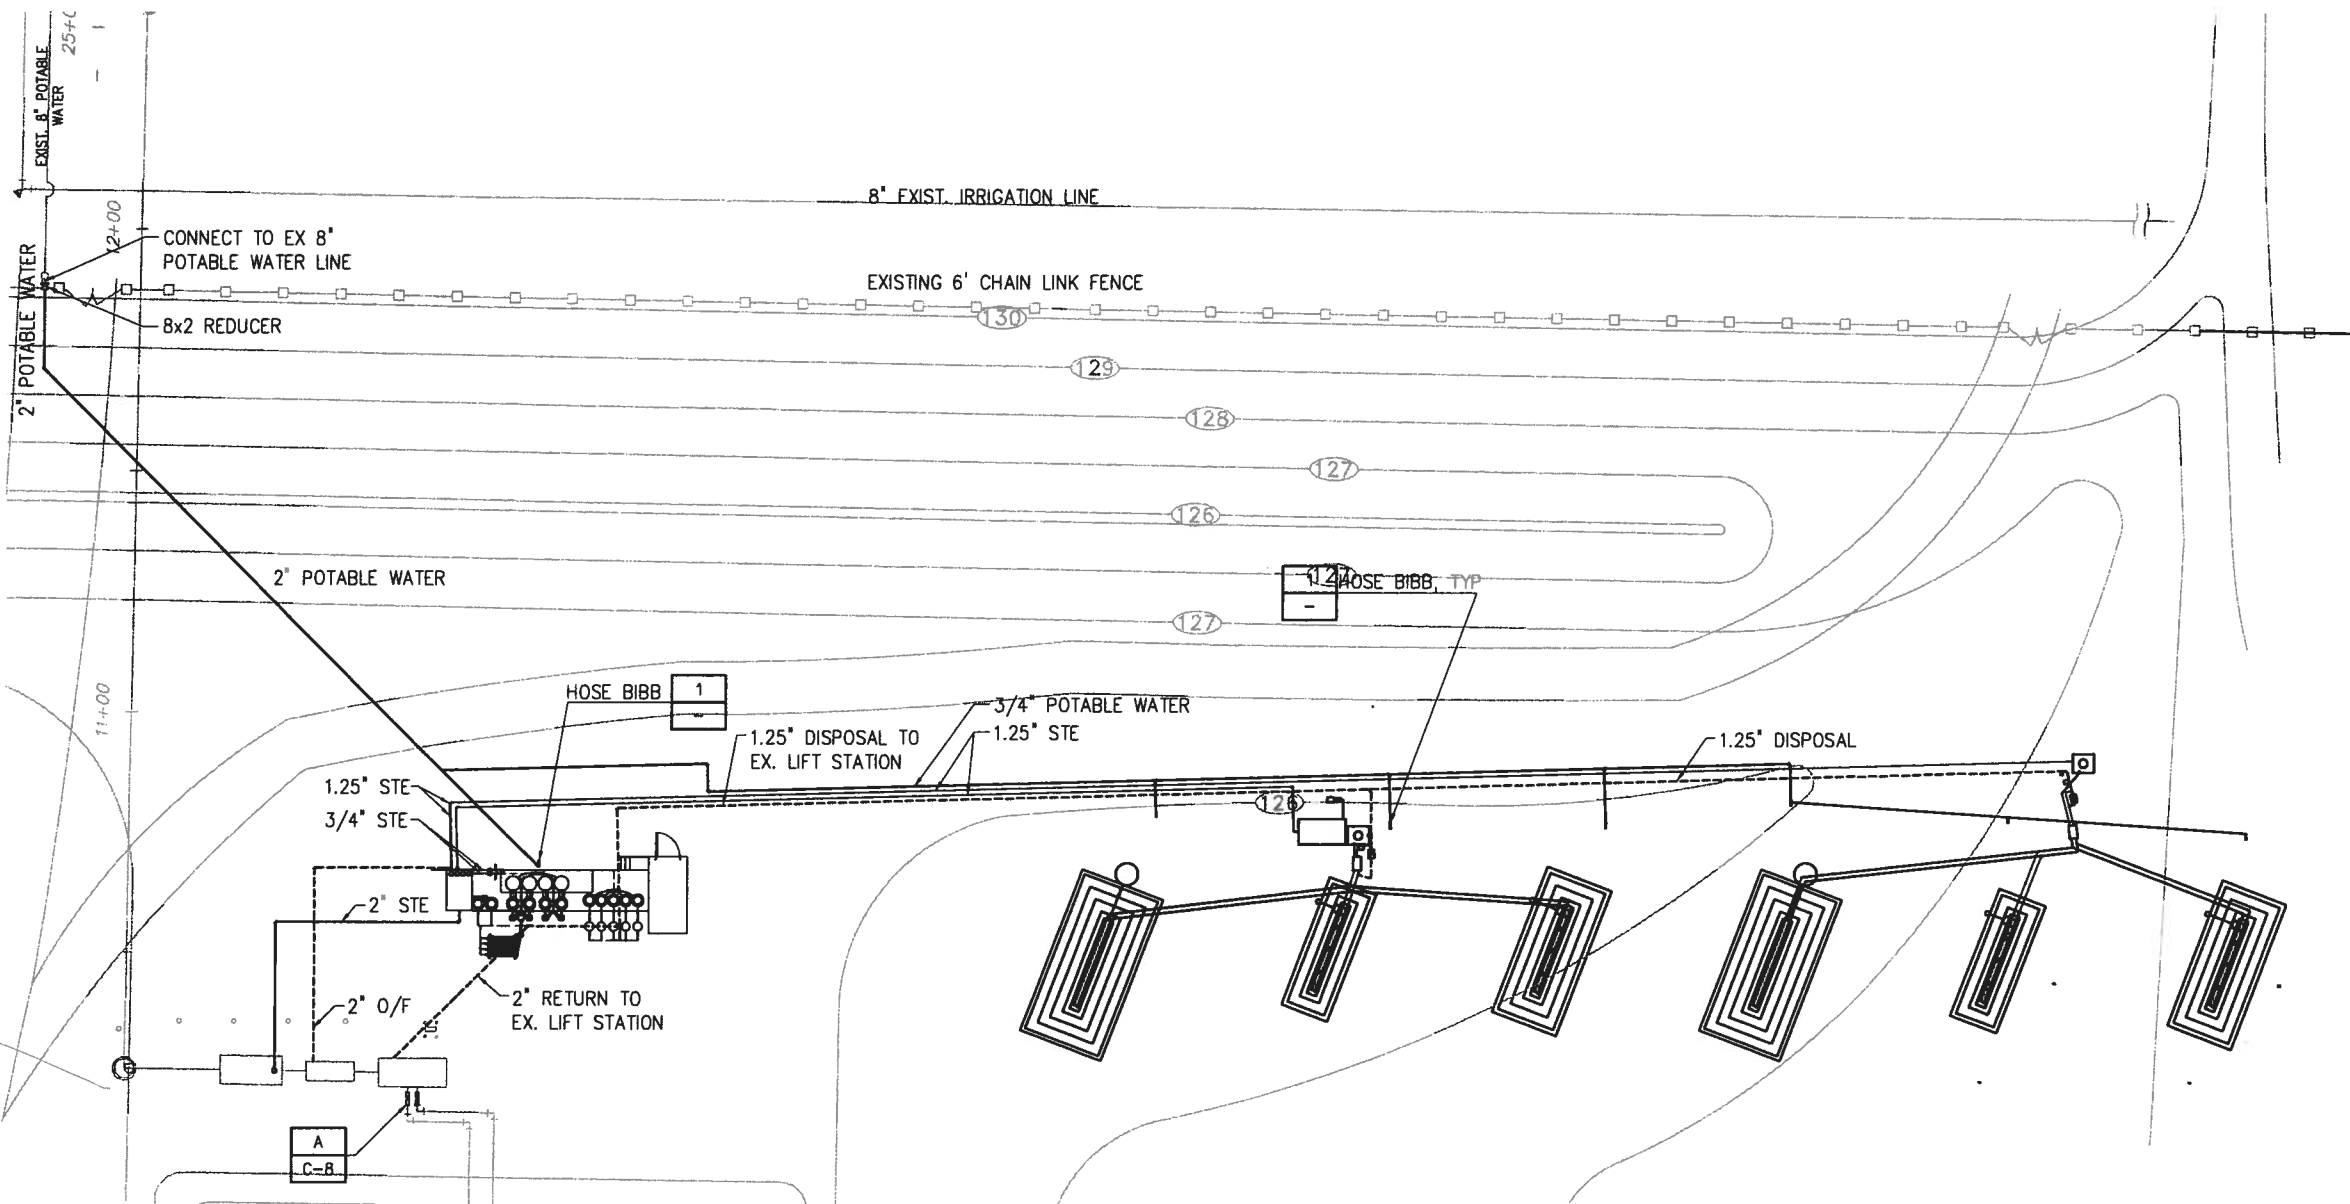 EXIST. 8" POTABLE
WATER
12+00
8" EXIST. IRRIGATION LINE
CONNECT TO EX 8"
POTABLE WATER LINE
EXISTING 6' CHAIN LINK FENCE
8x2 REDUCER
2" POTABLE WATER
130
129
128
127
126
2" POTABLE WATER
127
1
-
HOSE BIBB, TYP
127
11+00
HOSE BIBB
1
-
3/4" POTABLE WATER
1.25" STE
1.25" DISPOSAL TO
EX. LIFT STATION
1.25" DISPOSAL
1.25" STE
3/4" STE
126
2" STE
2" O/F
2" RETURN TO
EX. LIFT STATION
A
C-8